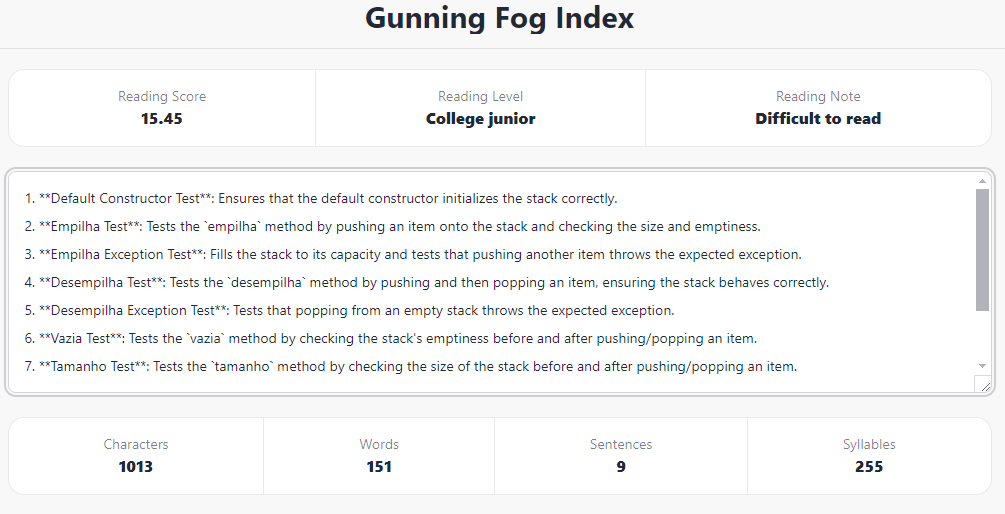 Gunning Fog Index
Reading Score
15.45
Reading Level
College junior
Reading Note
Difficult to read
1. **Default Constructor Test**: Ensures that the default constructor initializes the stack correctly.
2. **Empilha Test**: Tests the `empilha` method by pushing an item onto the stack and checking the size and emptiness.
3. **Empilha Exception Test**: Fills the stack to its capacity and tests that pushing another item throws the expected exception.
4. **Desempilha Test**: Tests the `desempilha` method by pushing and then popping an item, ensuring the stack behaves correctly.
5. **Desempilha Exception Test**: Tests that popping from an empty stack throws the expected exception.
6. **Vazia Test**: Tests the `vazia` method by checking the stack's emptiness before and after pushing/popping an item.
7. **Tamanho Test**: Tests the `tamanho` method by checking the size of the stack before and after pushing/popping an item.
Characters
1013
Words
151
Sentences
9
Syllables
255